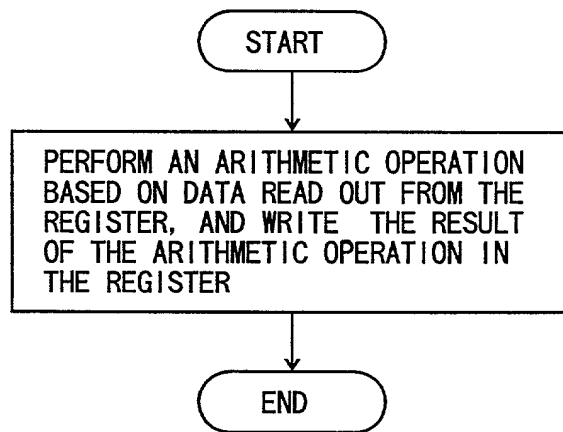 START
PERFORM AN ARITHMETIC OPERATION
BASED ON DATA READ OUT FROM THE
REGISTER, AND WRITE THE RESULT
OF THE ARITHMETIC OPERATION IN
THE REGISTER
END